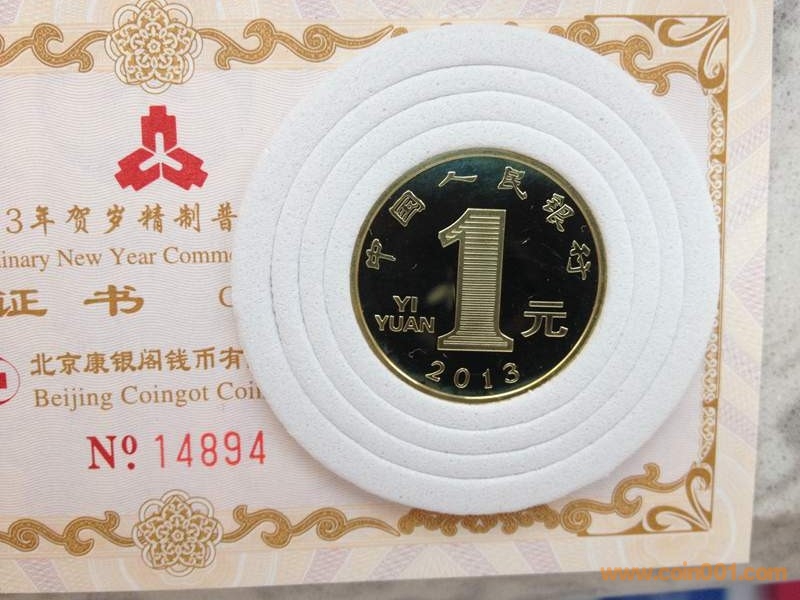 3年贺岁精制普
inary New Year Comme
证书 C
北京康银阁钱币有
Beijing Coingot Coin
Nº 14894
中国人民银行
1
YI
YUAN
元
2013
www.coin001.com